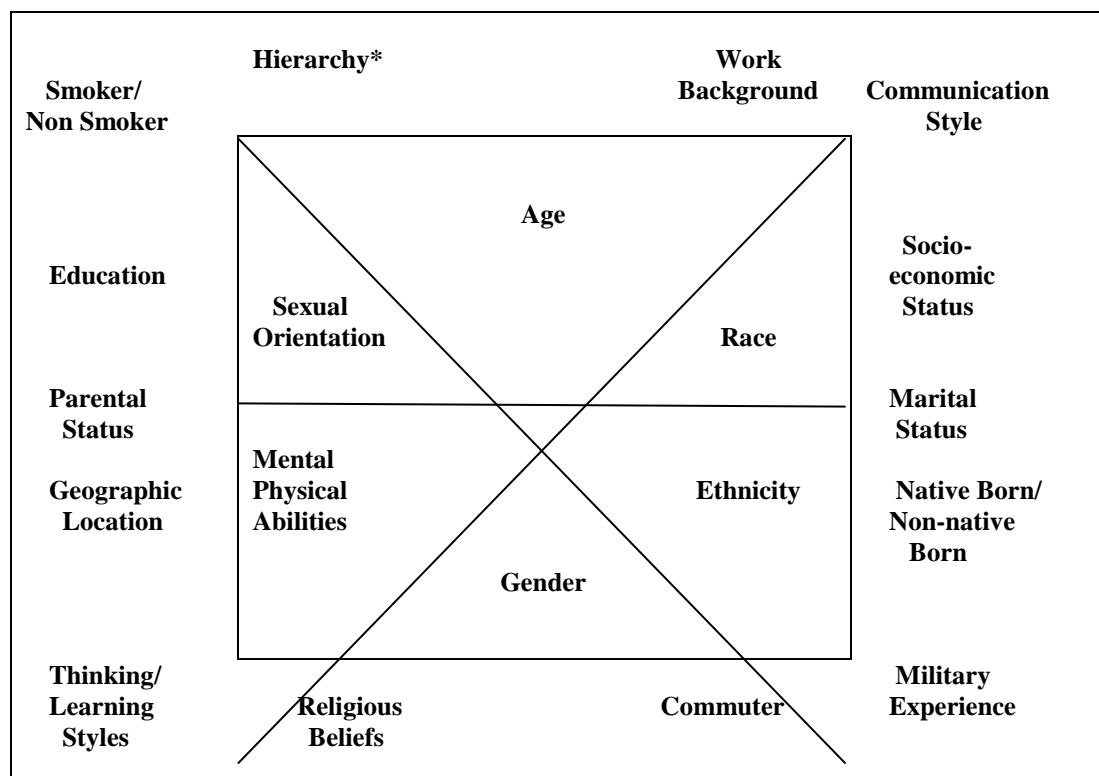 Hierarchy*
Work
Background
Smoker/
Non Smoker
Communication
Style
Age
Education
Socio-
economic
Status
Sexual
Orientation
Race
Parental
Status
Marital
Status
Mental
Physical
Abilities
Geographic
Location
Ethnicity
Native Born/
Non-native
Born
Gender
Thinking/
Learning
Styles
Religious
Beliefs
Commuter
Military
Experience